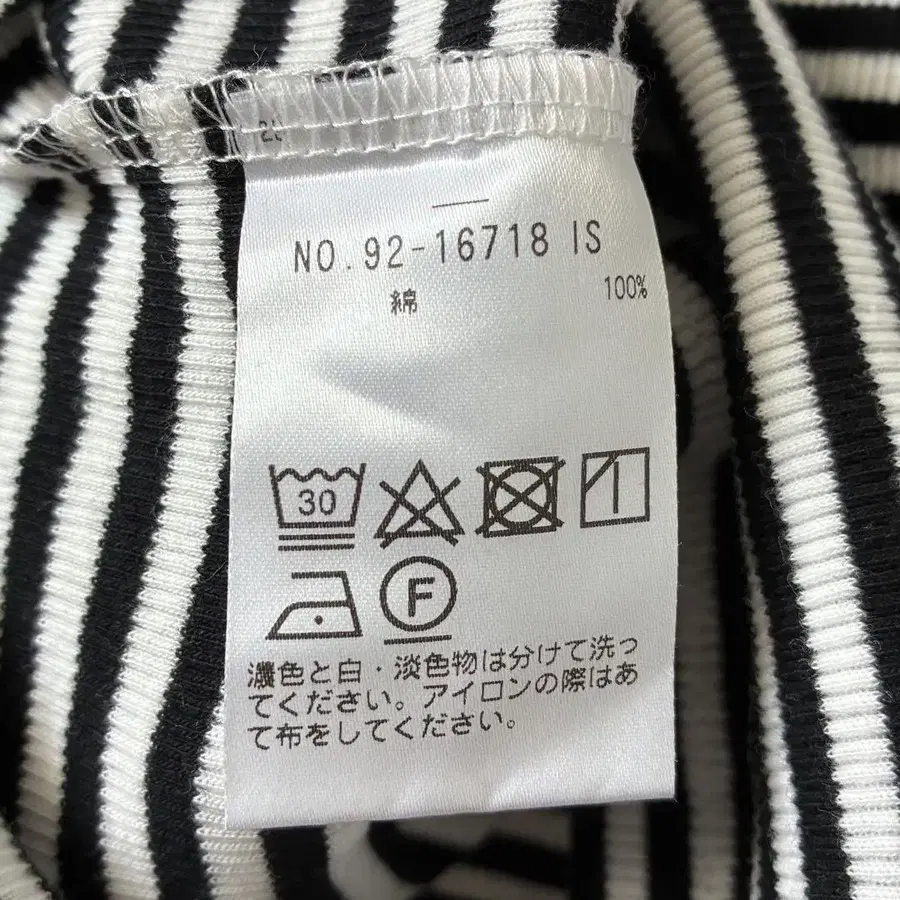 NO.92-16718 IS
綿 100%
30
F
濃色と白・淡色物は分けて洗っ
てください。アイロンの際はあ
て布をしてください。